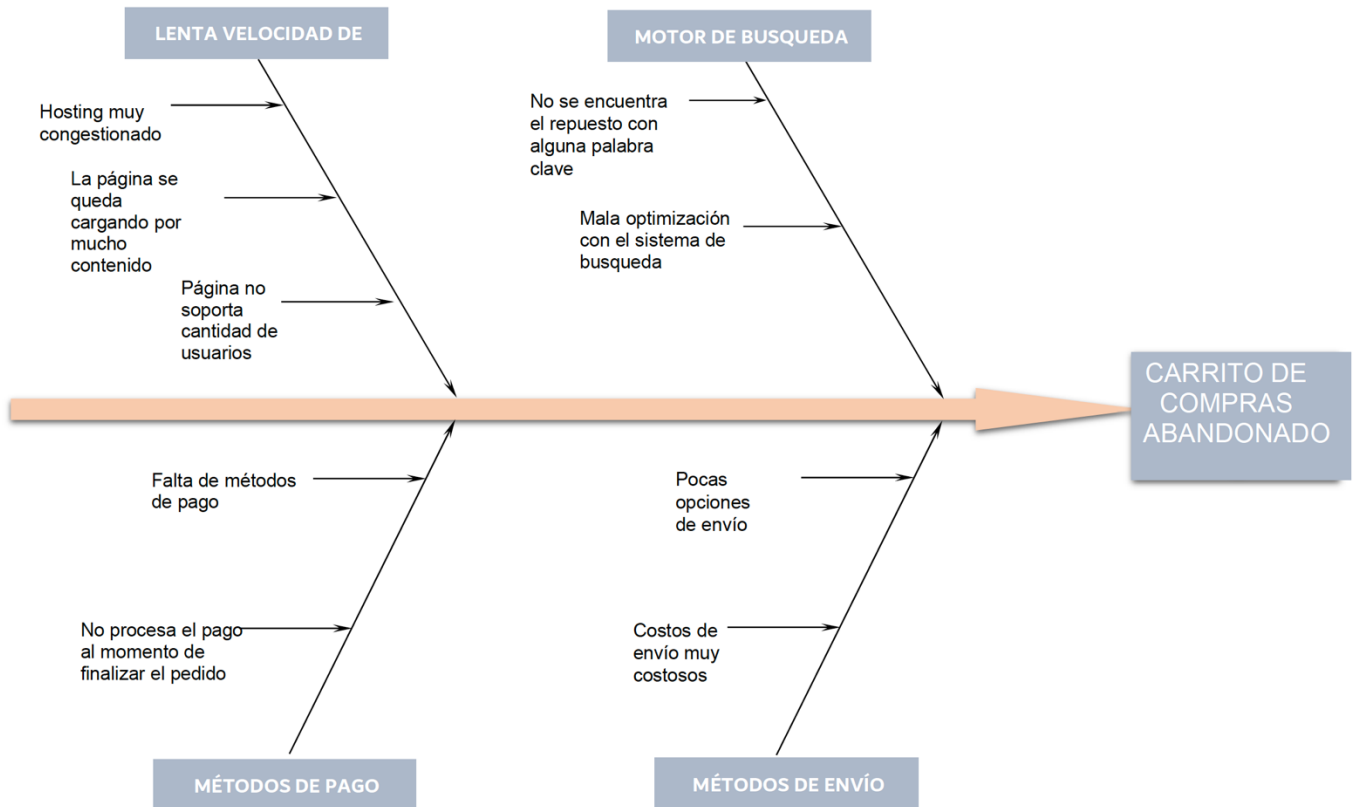 LENTA VELOCIDAD DE
Hosting muy
congestionado
La página se
queda
cargando por
mucho
contenido
Página no
soporta
cantidad de
usuarios
MOTOR DE BUSQUEDA
No se encuentra
el repuesto con
alguna palabra
clave
Mala optimización
con el sistema de
busqueda
CARRITO DE
COMPRAS
ABANDONADO
Falta de métodos
de pago
No procesa el pago
al momento de
finalizar el pedido
MÉTODOS DE PAGO
Pocas
opciones
de envío
Costos de
envío muy
costosos
MÉTODOS DE ENVÍO